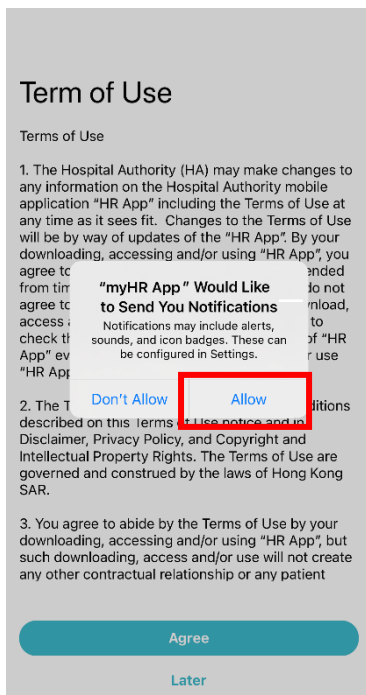 Term of Use
Terms of Use
1. The Hospital Authority (HA) may make changes to
any information on the Hospital Authority mobile
application “HR App” including the Terms of Use at
any time as it sees fit.  Changes to the Terms of Use
will be by way of updates of the “HR App”. By your
downloading, accessing and/or using “HR App”, you
agree to
ended
from tim
do not
agree to
nload,
access
to
check th
of “HR
App” ev
r use
“HR App
“myHR App” Would Like
to Send You Notifications
Notifications may include alerts,
sounds, and icon badges. These can
be configured in Settings.
Don’t Allow
Allow
2. The T
ditions
described on this Terms of Use notice and in
Disclaimer, Privacy Policy, and Copyright and
Intellectual Property Rights. The Terms of Use are
governed and construed by the laws of Hong Kong
SAR.
3. You agree to abide by the Terms of Use by your
downloading, accessing and/or using “HR App”, but
such downloading, access and/or use will not create
any other contractual relationship or any patient
Agree
Later